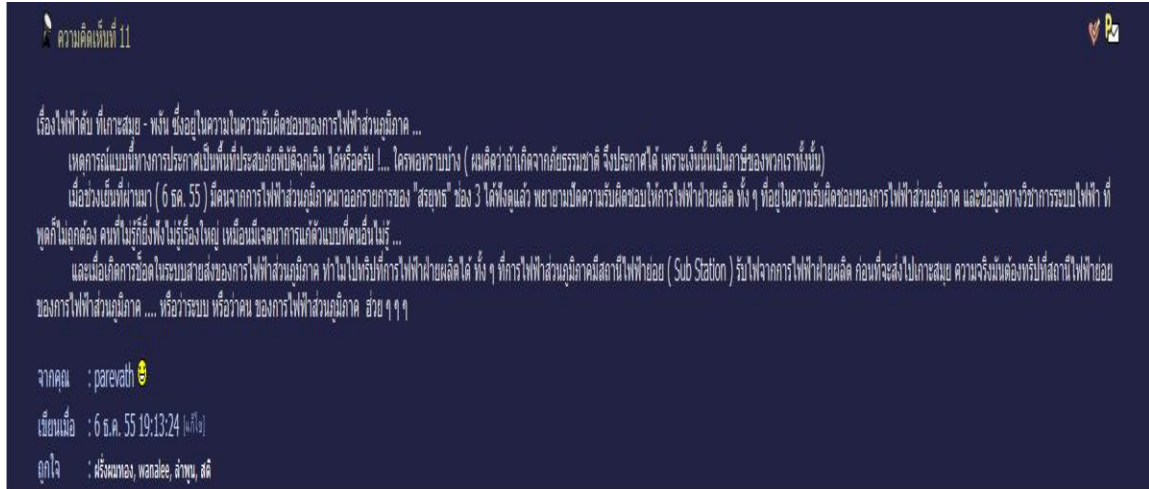 ความคิดเห็นที่ 11
เรื่องไฟฟ้าดับ ที่เกาะสมุย - พงัน ซึ่งอยู่ในความในความรับผิดชอบของการไฟฟ้าส่วนภูมิภาค ...
เหตุการณ์แบบนี้ทางการประกาศเป็นพื้นที่ประสบภัยพิบัติฉุกเฉิน ได้หรือครับ !... ใครพอทราบบ้าง ( ผมคิดว่าถ้าเกิดจากภัยธรรมชาติ จึงประกาศได้ เพราะเงินนั้นเป็นภาษีของพวกเราทั้งนั้น)
เมื่อช่วงเย็นที่ผ่านมา ( 6 ธค. 55 ) มีคนจากการไฟฟ้าส่วนภูมิภาคมาออกรายการของ "สรยุทธ" ช่อง 3 ได้ฟังดูแล้ว พยายามปัดความรับผิดชอบให้การไฟฟ้าฝ่ายผลิต ทั้ง ๆ ที่อยู่ในความรับผิดชอบของการไฟฟ้าส่วนภูมิภาค และข้อมูลทางวิชาการระบบไฟฟ้า ที่
พูดก็ไม่ถูกต้อง คนที่ไม่รู้ก็ยิ่งฟังไม่รู้เรื่องใหญ่ เหมือนมีเจตนาการแก้ตัวแบบที่คนอื่นไม่รู้ ...
และเมื่อเกิดการช็อตในระบบสายส่งของการไฟฟ้าส่วนภูมิภาค ทำไมไปทริปที่การไฟฟ้าฝ่ายผลิตได้ ทั้ง ๆ ที่การไฟฟ้าส่วนภูมิภาคมีสถานีไฟฟ้าย่อย ( Sub Station ) รับไฟจากการไฟฟ้าฝ่ายผลิต ก่อนที่จะส่งไปเกาะสมุย ความจริงมันต้องทริปที่สถานีไฟฟ้าย่อย
ของการไฟฟ้าส่วนภูมิภาค .... หรือว่าระบบ หรือว่าคน ของการไฟฟ้าส่วนภูมิภาค ฮ่วย ๆ ๆ ๆ
จากคุณ : parevath
เขียนเมื่อ : 6 ธ.ค. 55 19:13:24 [แก้ไข]
ถูกใจ : ฝรั่งผมทอง, wanalee, ลำพูน, สติ